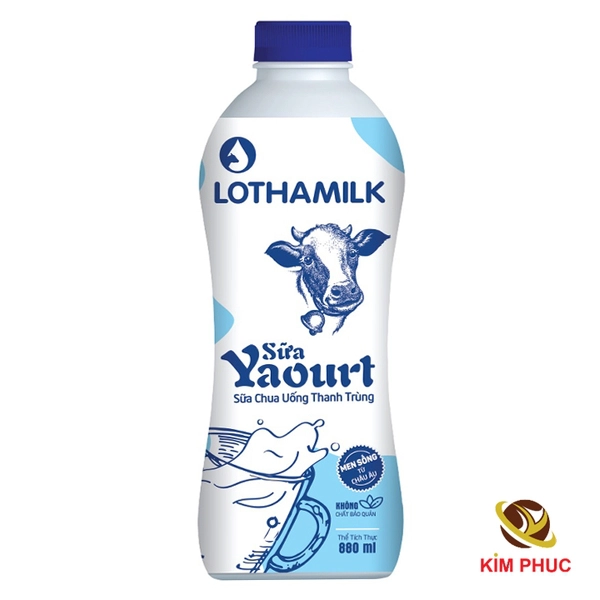 LOTHAMILK
Sữa
Yaourt
Sữa Chua Uống Thanh Trùng
MEN SỐNG
TỪ
CHÂU ÂU
KHÔNG
CHẤT BẢO QUẢN
Thể Tích Thực
880 ml
KÍM PHUC